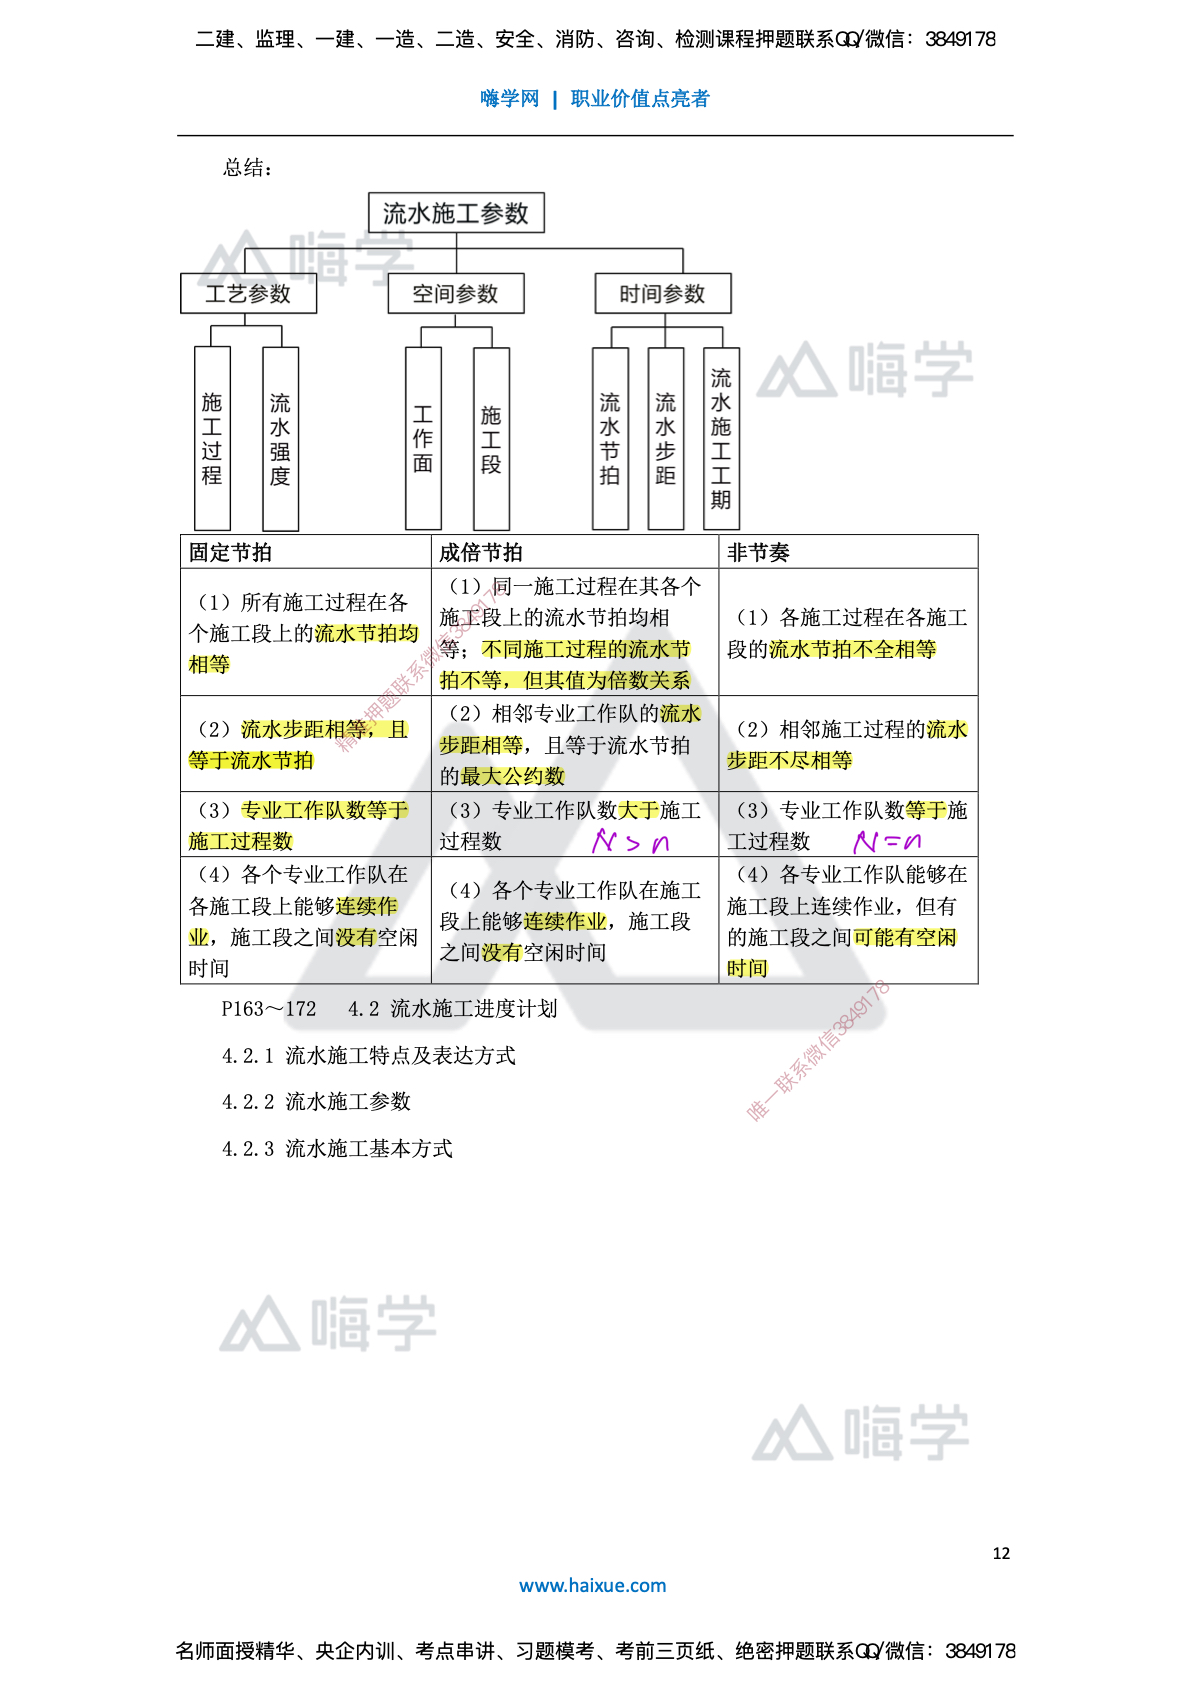 二建、监理、一建、一造、二造、安全、消防、咨询、检测课程押题联系QQ/微信：3849178
嗨学网 | 职业价值点亮者
总结：
流水施工参数
嗨学
工艺参数
空间参数
时间参数
施工过程
流水强度
工作面
施工段
流水节拍
流水步距
流水施工工期
嗨学
固定节拍
成倍节拍
非节奏
（1）所有施工过程在各
个施工段上的流水节拍均
相等
（1）同一施工过程在其各个
施工段上的流水节拍均相
等；不同施工过程的流水节
拍不等，但其值为倍数关系
（1）各施工过程在各施工
段的流水节拍不全相等
（2）流水步距相等，且
等于流水节拍
（2）相邻专业工作队的流水
步距相等，且等于流水节拍
的最大公约数
（2）相邻施工过程的流水
步距不尽相等
（3）专业工作队数等于
施工过程数
（3）专业工作队数大于施工
过程数 N>n
（3）专业工作队数等于施
工过程数 N=n
（4）各个专业工作队在
各施工段上能够连续作
业，施工段之间没有空闲
时间
（4）各个专业工作队在施工
段上能够连续作业，施工段
之间没有空闲时间
（4）各专业工作队能够在
施工段上连续作业，但有
的施工段之间可能有空闲
时间
押题联系微信3849178
P163～172 4.2 流水施工进度计划
4.2.1 流水施工特点及表达方式
4.2.2 流水施工参数
4.2.3 流水施工基本方式
唯一联系微信3849178
嗨学
嗨学
12
www.haixue.com
名师面授精华、央企内训、考点串讲、习题模考、考前三页纸、绝密押题联系QQ/微信：3849178